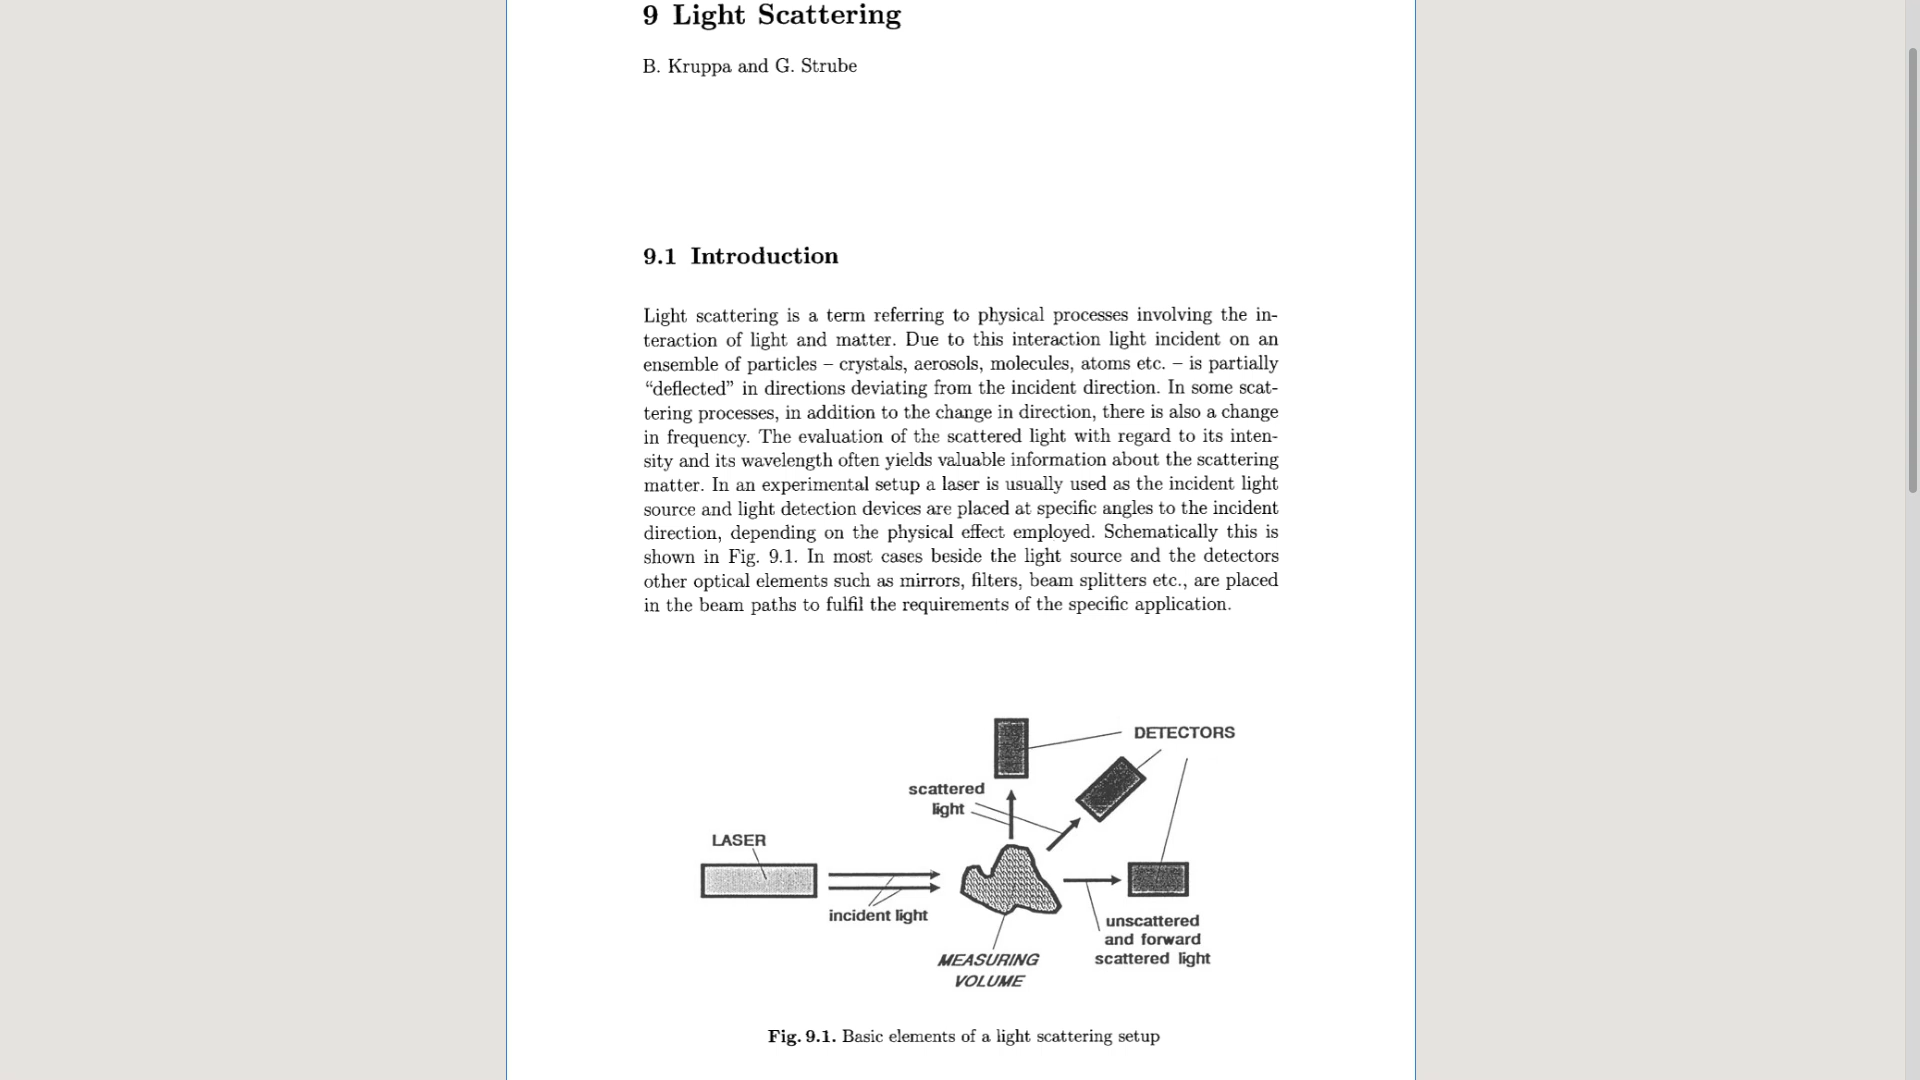 9 Light Scattering
B. Kruppa and G. Strube
9.1 Introduction
Light scattering is a term referring to physical processes involving the in-
teraction of light and matter. Due to this interaction light incident on an
ensemble of particles – crystals, aerosols, molecules, atoms etc. – is partially
“deflected” in directions deviating from the incident direction. In some scat-
tering processes, in addition to the change in direction, there is also a change
in frequency. The evaluation of the scattered light with regard to its inten-
sity and its wavelength often yields valuable information about the scattering
matter. In an experimental setup a laser is usually used as the incident light
source and light detection devices are placed at specific angles to the incident
direction, depending on the physical effect employed. Schematically this is
shown in Fig. 9.1. In most cases beside the light source and the detectors
other optical elements such as mirrors, filters, beam splitters etc., are placed
in the beam paths to fulfil the requirements of the specific application.
DETECTORS
scattered
light
LASER
incident light
unscattered
and forward
scattered light
MEASURING
VOLUME
Fig. 9.1. Basic elements of a light scattering setup